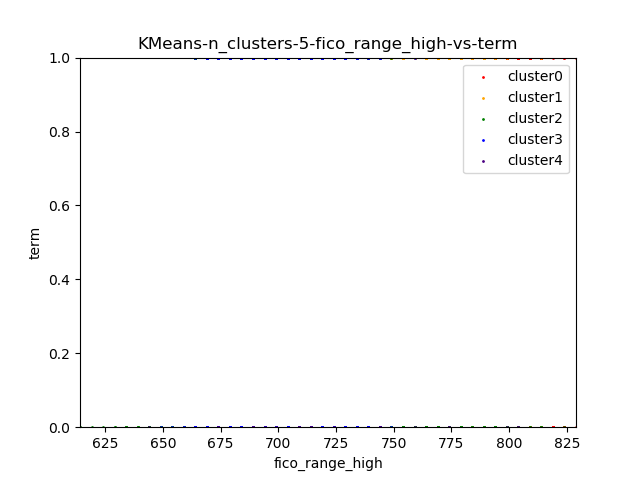 KMeans-n_clusters-5-fico_range_high-vs-term
1.0
0.8
0.6
0.4
0.2
0.0
term
cluster0
cluster1
cluster2
cluster3
cluster4
625 650 675 700 725 750 775 800 825
fico_range_high